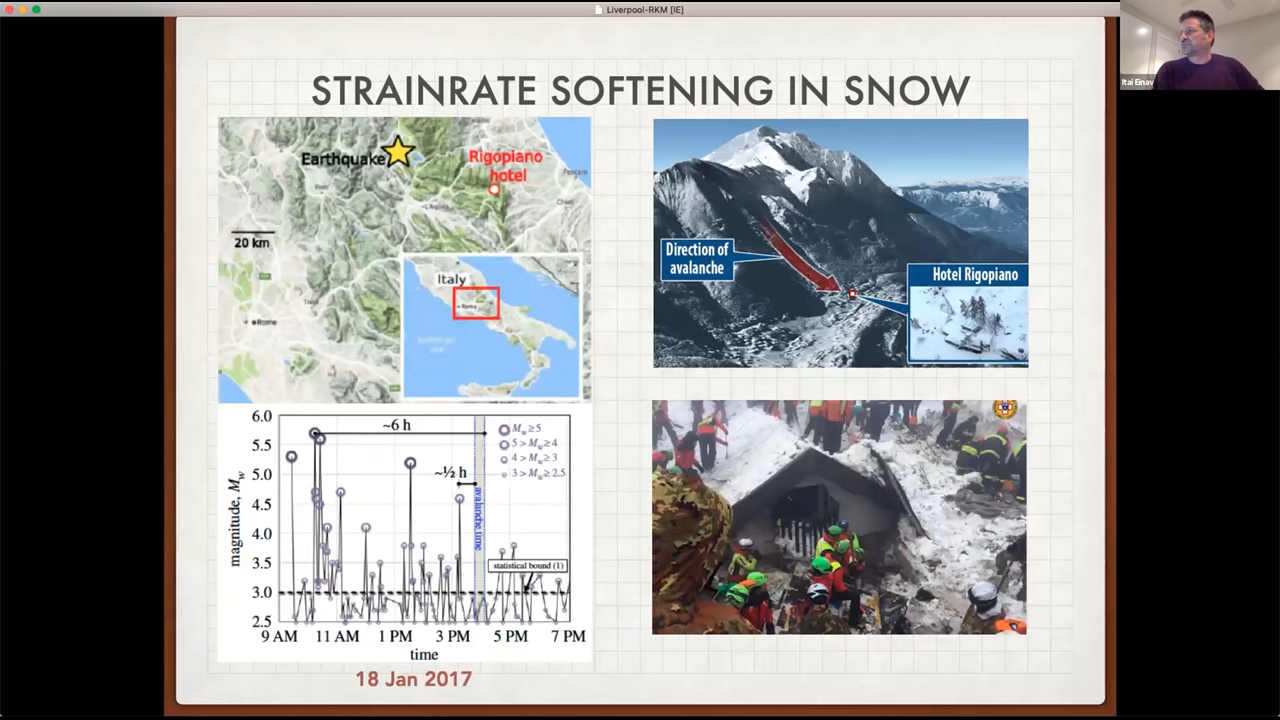 Liverpool-RKM [IE]
Itai Einav
STRAINRATE SOFTENING IN SNOW
Earthquake
Rigopiano
hotel
20 km
Rome
Italy
Rome
Direction of
avalanche
Hotel Rigopiano
6.0
5.5
5.0
4.5
4.0
3.5
3.0
2.5
magnitude, Mw
~6 h
~½ h
avalanche time
Mw ≥ 5
5 > Mw ≥ 4
4 > Mw ≥ 3
3 > Mw ≥ 2.5
statistical bound (1)
9 AM 11 AM 1 PM 3 PM 5 PM 7 PM
time
18 Jan 2017